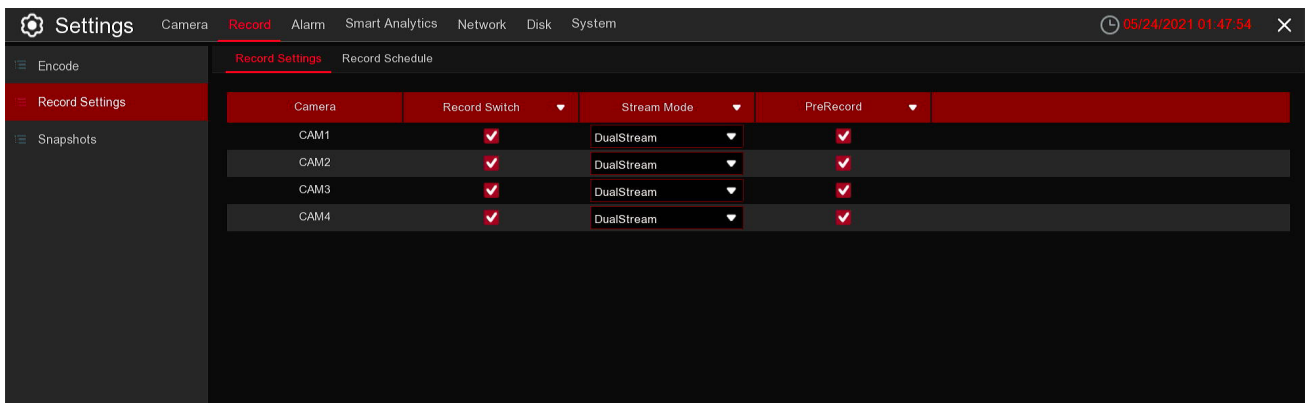 Settings Camera Record Alarm Smart Analytics Network Disk System 05/24/2021 01:47:54
Encode
Record Settings
Snapshots
Record Settings Record Schedule
Camera Record Switch Stream Mode PreRecord
CAM1 DualStream
CAM2 DualStream
CAM3 DualStream
CAM4 DualStream